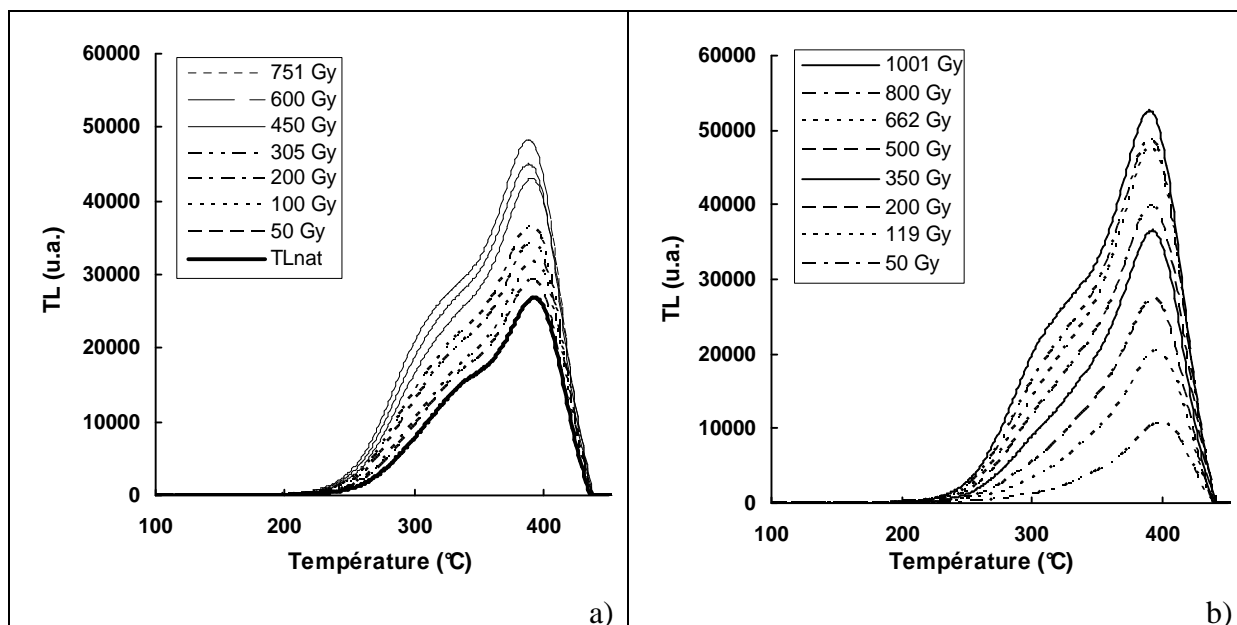 60000
50000
40000
30000
20000
10000
0
TL (u.a.)
751 Gy
600 Gy
450 Gy
305 Gy
200 Gy
100 Gy
50 Gy
TLnat
100
200
300
400
Température (°C)
a)
60000
50000
40000
30000
20000
10000
0
TL (u.a.)
1001 Gy
800 Gy
662 Gy
500 Gy
350 Gy
200 Gy
119 Gy
50 Gy
100
200
300
400
Température (°C)
b)